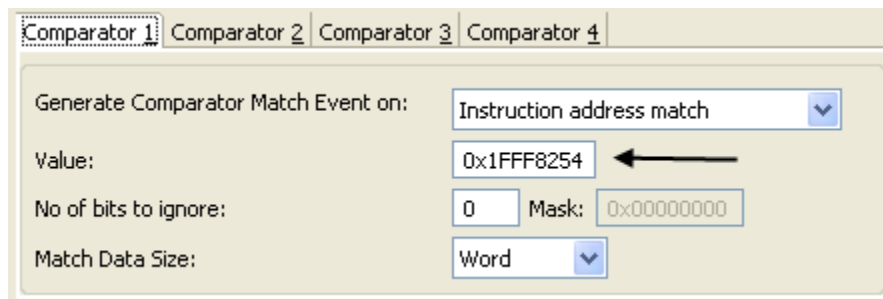 Comparator 1 Comparator 2 Comparator 3 Comparator 4
Generate Comparator Match Event on: Instruction address match
Value: 0x1FFF8254
No of bits to ignore: 0 Mask: 0x00000000
Match Data Size: Word